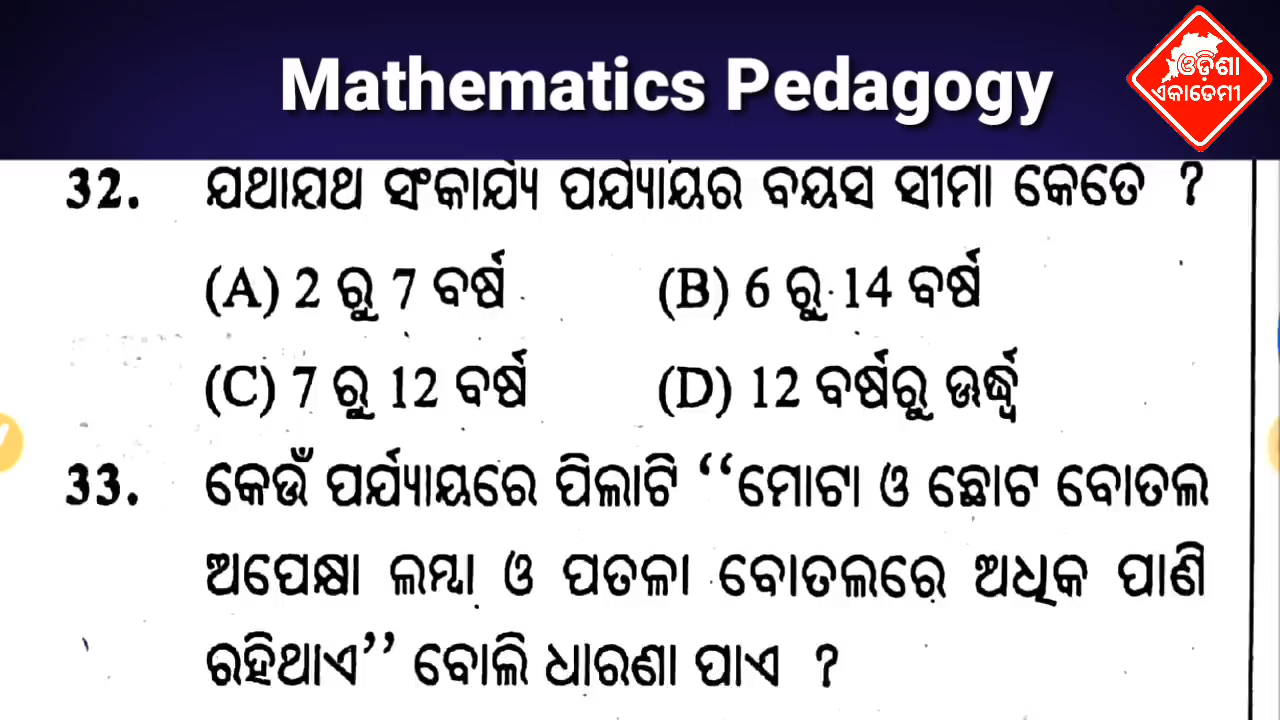 Mathematics Pedagogy
ଓଡ଼ିଶା
ଏକାଡେମୀ
32. ଯଥାଯଥ ସଂକାର୍ଯ୍ୟ ପର୍ଯ୍ୟାୟର ବୟସ ସୀମା କେତେ ?
(A) 2 ରୁ 7 ବର୍ଷ (B) 6 ରୁ 14 ବର୍ଷ
(C) 7 ରୁ 12 ବର୍ଷ (D) 12 ବର୍ଷରୁ ଊର୍ଦ୍ଧ୍ୱ
33. କେଉଁ ପର୍ଯ୍ୟାୟରେ ପିଲାଟି “ମୋଟା ଓ ଛୋଟ ବୋତଲ
ଅପେକ୍ଷା ଲମ୍ବା ଓ ପତଳା ବୋତଲରେ ଅଧିକ ପାଣି
ରହିଥାଏ” ବୋଲି ଧାରଣା ପାଏ ?